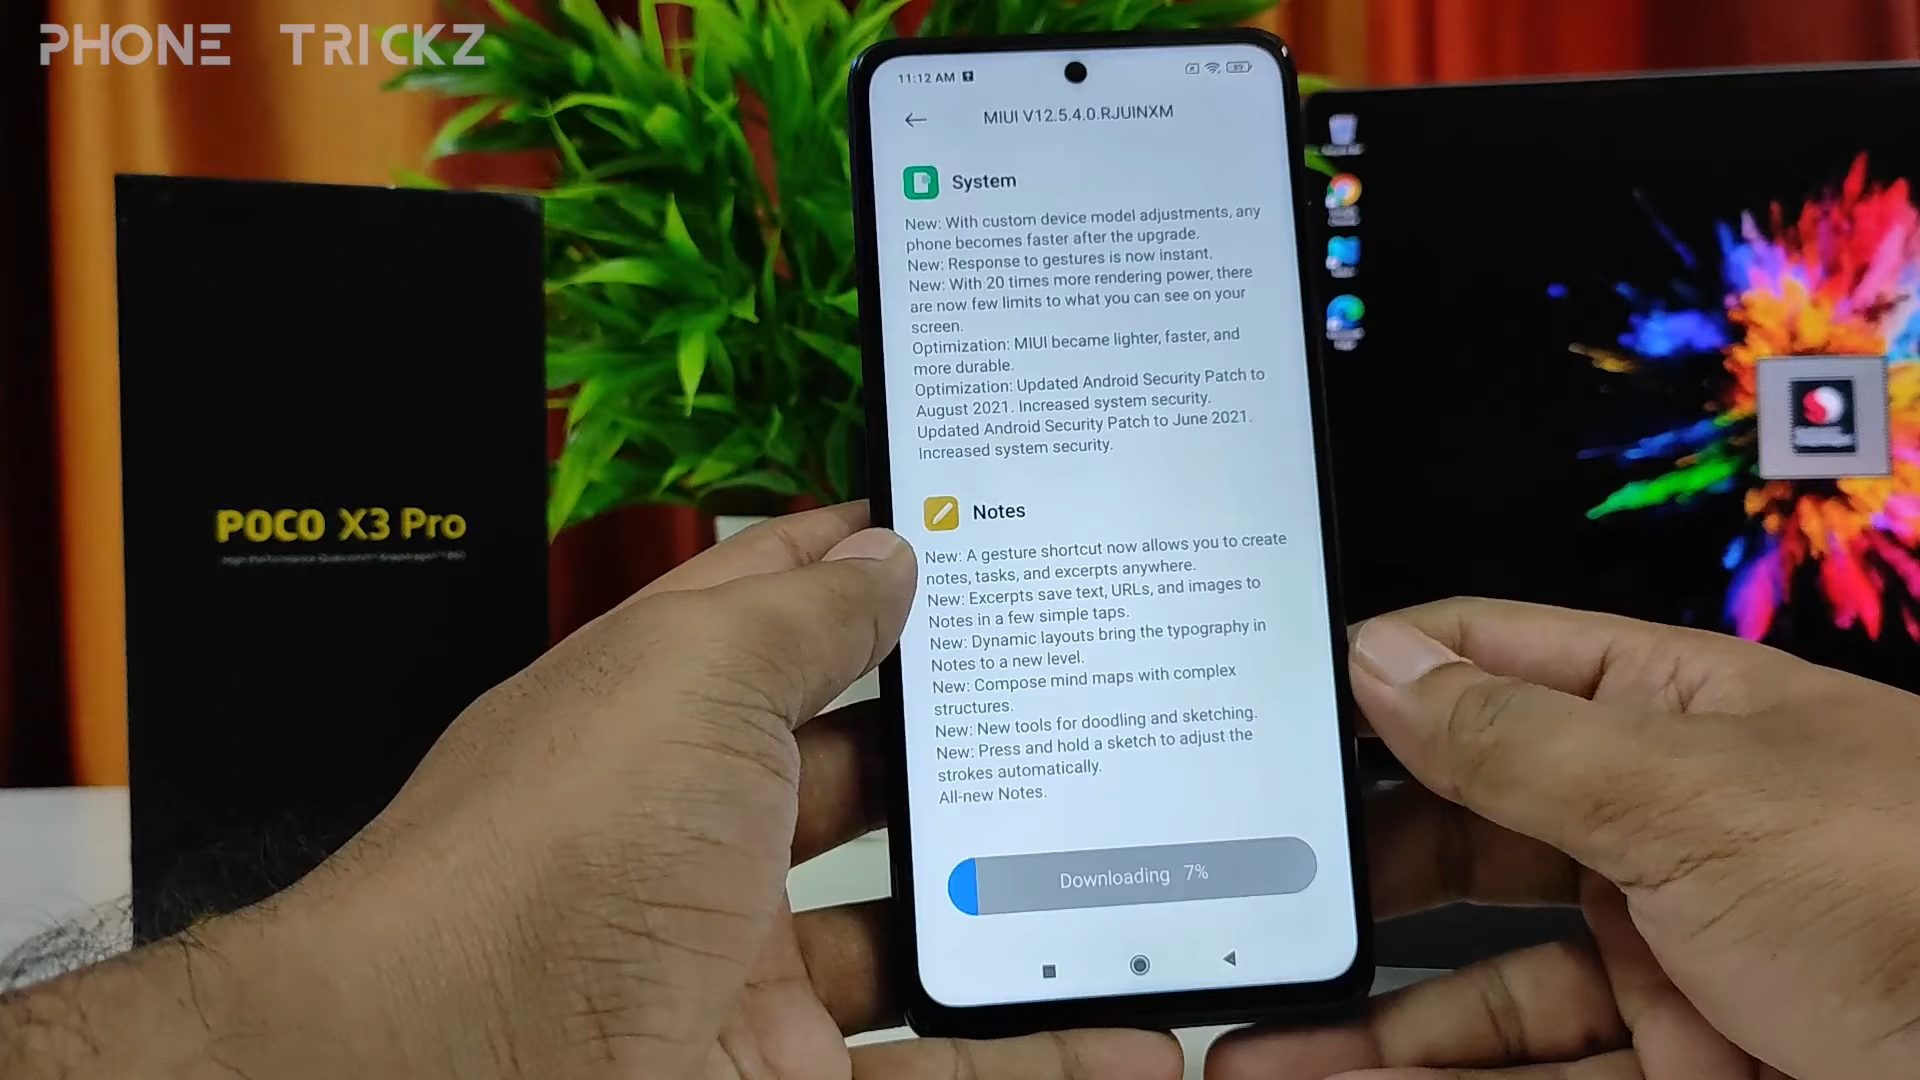 PHONE TRICKZ
11:12 AM
89
MIUI V12.5.4.0.RJUINXM
System
New: With custom device model adjustments, any
phone becomes faster after the upgrade.
New: Response to gestures is now instant.
New: With 20 times more rendering power, there
are now few limits to what you can see on your
screen.
Optimization: MIUI became lighter, faster, and
more durable.
Optimization: Updated Android Security Patch to
August 2021. Increased system security.
Updated Android Security Patch to June 2021.
Increased system security.
Notes
New: A gesture shortcut now allows you to create
notes, tasks, and excerpts anywhere.
New: Excerpts save text, URLs, and images to
Notes in a few simple taps.
New: Dynamic layouts bring the typography in
Notes to a new level.
New: Compose mind maps with complex
structures.
New: New tools for doodling and sketching.
New: Press and hold a sketch to adjust the
strokes automatically.
All-new Notes.
Downloading 7%
POCO X3 Pro
High Performance Qualcomm® Snapdragon™ 860